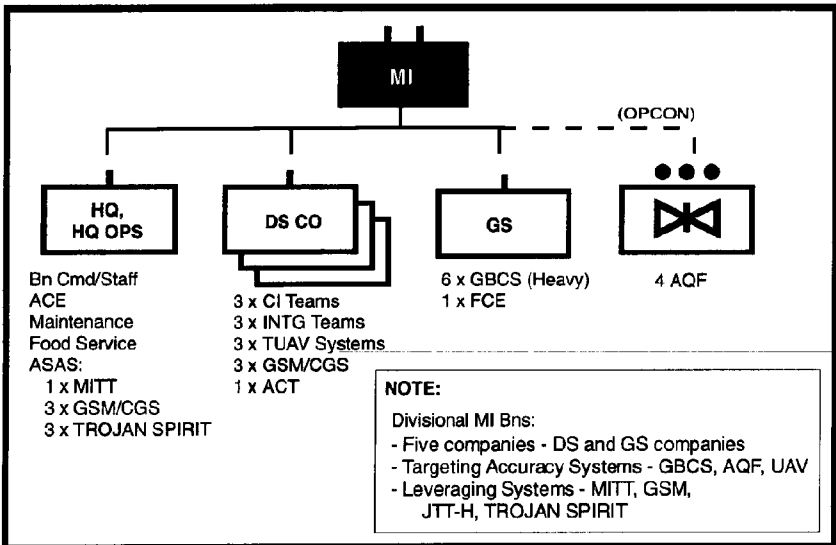 MI
(OPCON)
HQ,
HQ OPS
DS CO
GS
Bn Cmd/Staff
ACE
Maintenance
Food Service
ASAS:
1 x MITT
3 x GSM/CGS
3 x TROJAN SPIRIT
3 x CI Teams
3 x INTG Teams
3 x TUAV Systems
3 x GSM/CGS
1 x ACT
6 x GBCS (Heavy)
1 x FCE
4 AQF
NOTE:
Divisional MI Bns:
- Five companies - DS and GS companies
- Targeting Accuracy Systems - GBCS, AQF, UAV
- Leveraging Systems - MITT, GSM,
JTT-H, TROJAN SPIRIT